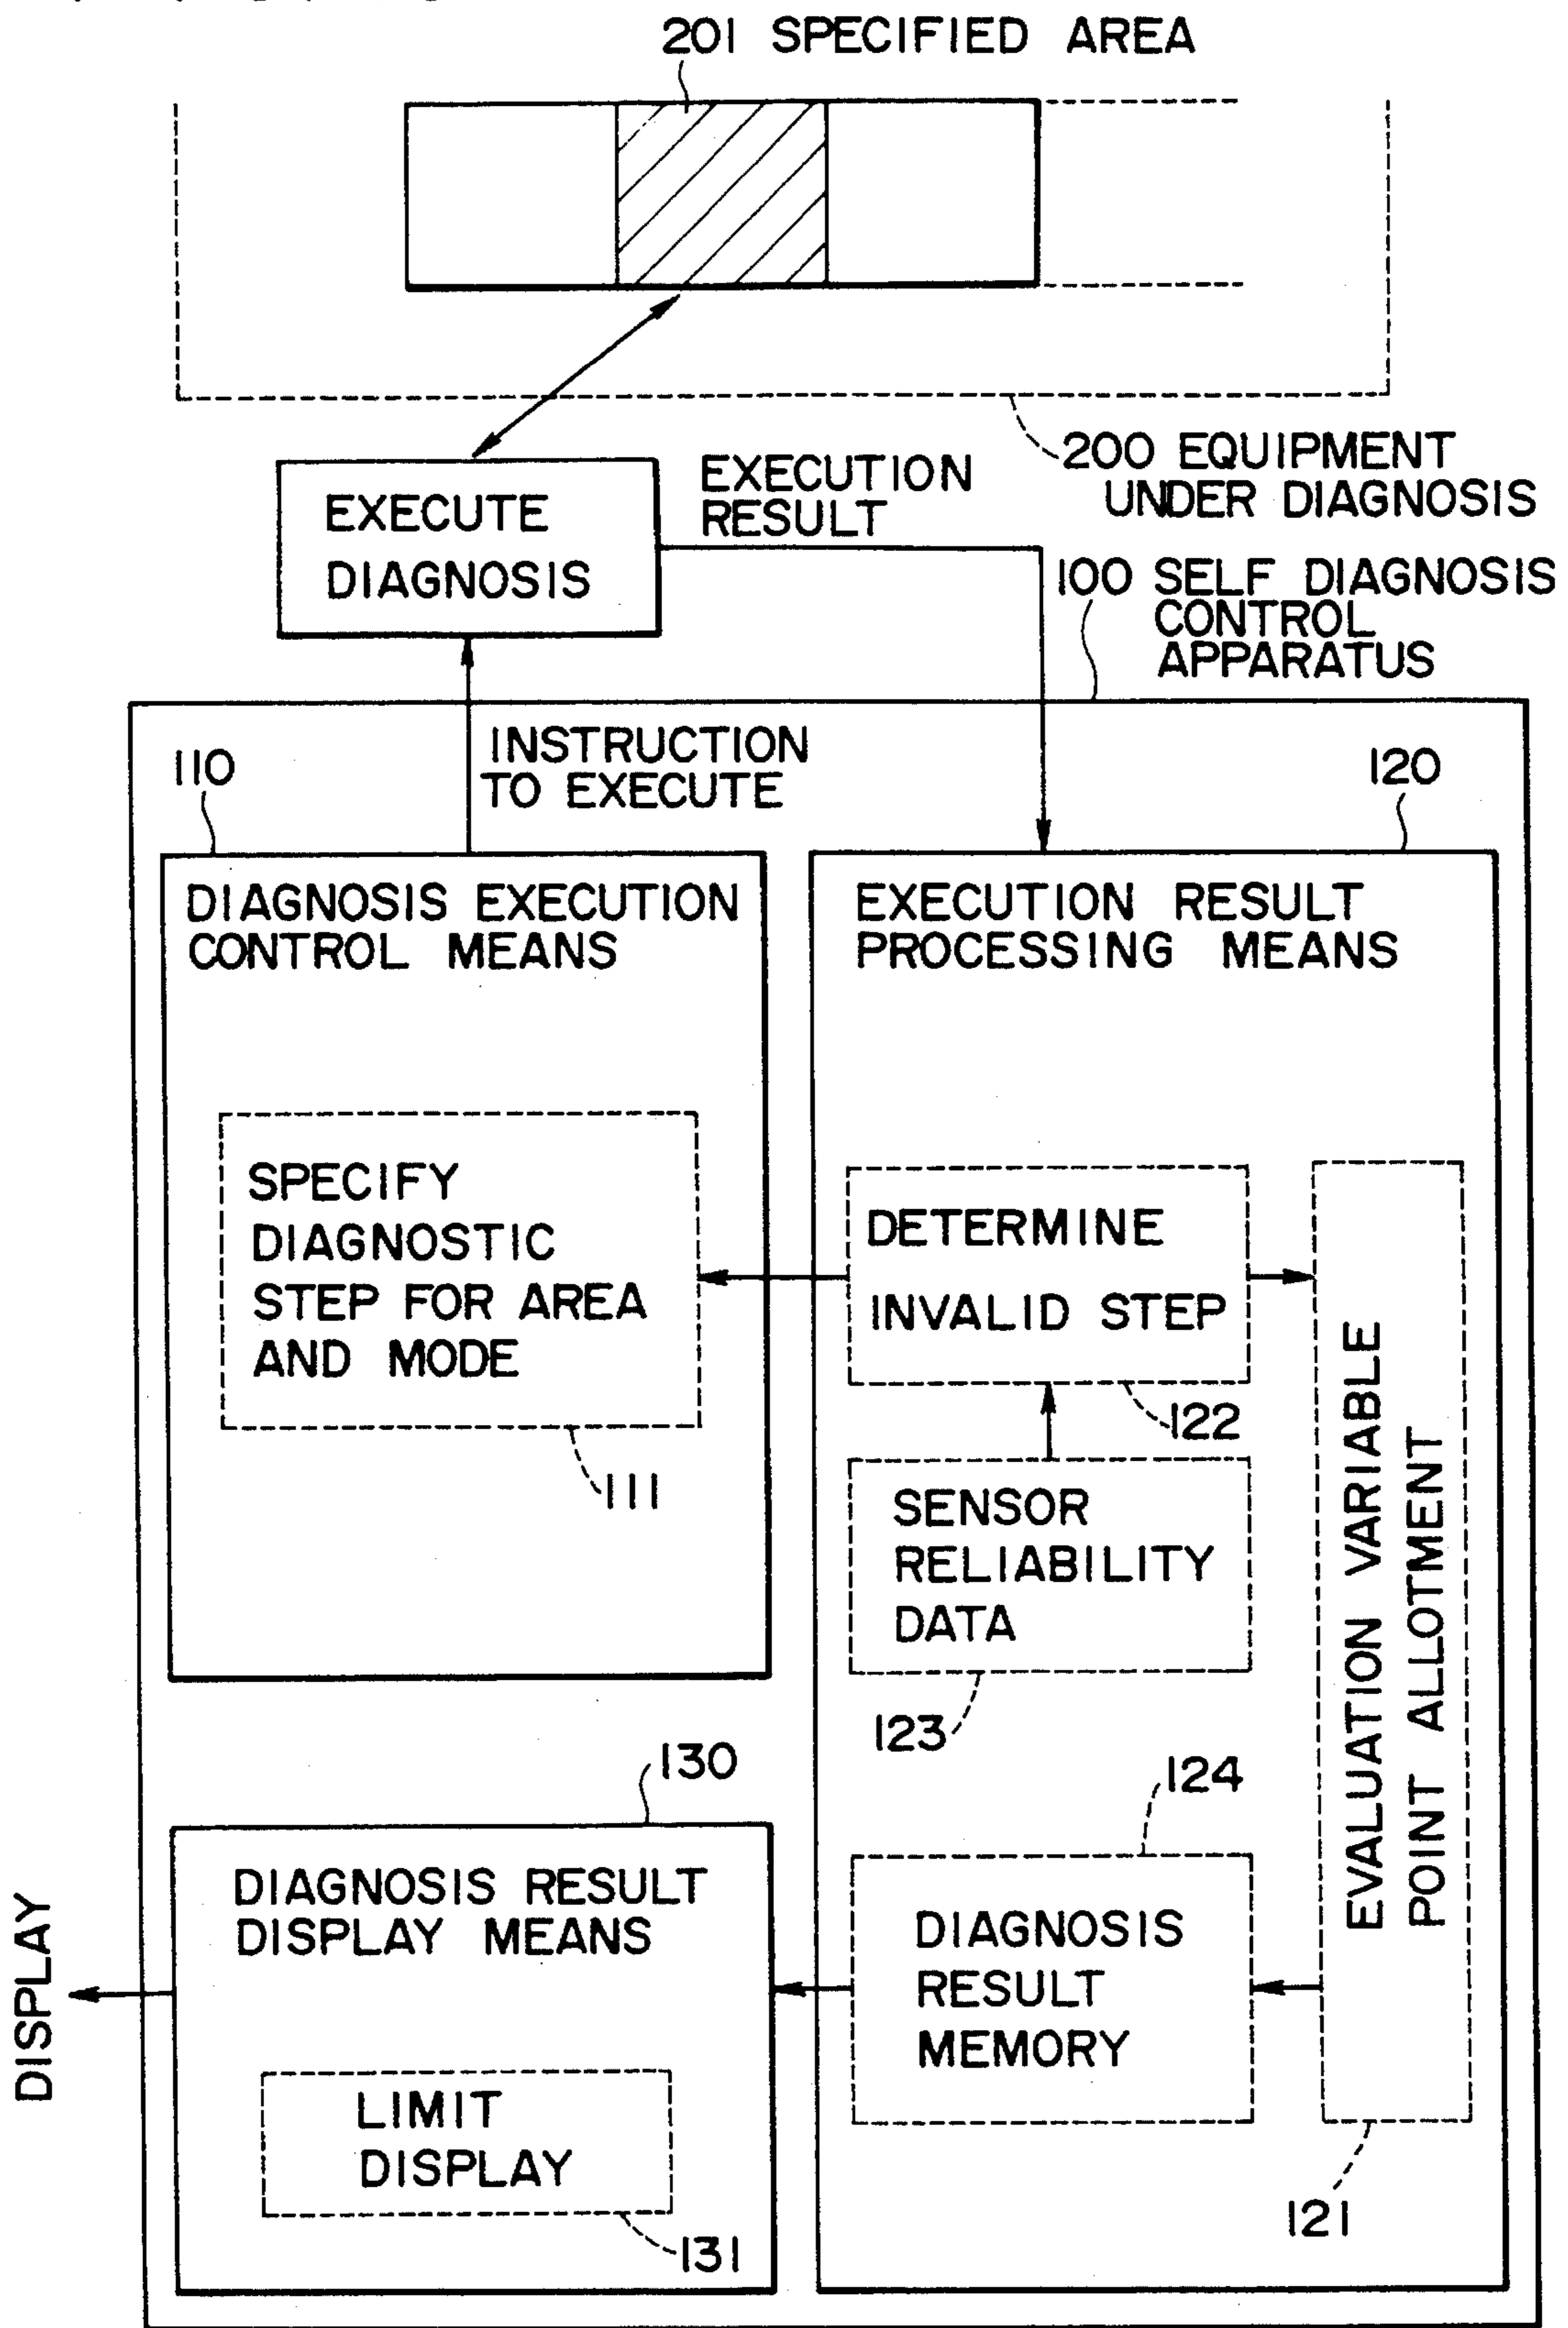 201 SPECIFIED AREA
200 EQUIPMENT
UNDER DIAGNOSIS
EXECUTE
DIAGNOSIS
EXECUTION
RESULT
100 SELF DIAGNOSIS
CONTROL
APPARATUS
INSTRUCTION
TO EXECUTE
110
120
DIAGNOSIS EXECUTION
CONTROL MEANS
EXECUTION RESULT
PROCESSING MEANS
SPECIFY
DIAGNOSTIC
STEP FOR AREA
AND MODE
111
DETERMINE
INVALID STEP
122
SENSOR
RELIABILITY
DATA
123
EVALUATION VARIABLE
POINT ALLOTMENT
121
124
DIAGNOSIS
RESULT
MEMORY
130
DIAGNOSIS RESULT
DISPLAY MEANS
LIMIT
DISPLAY
131
DISPLAY